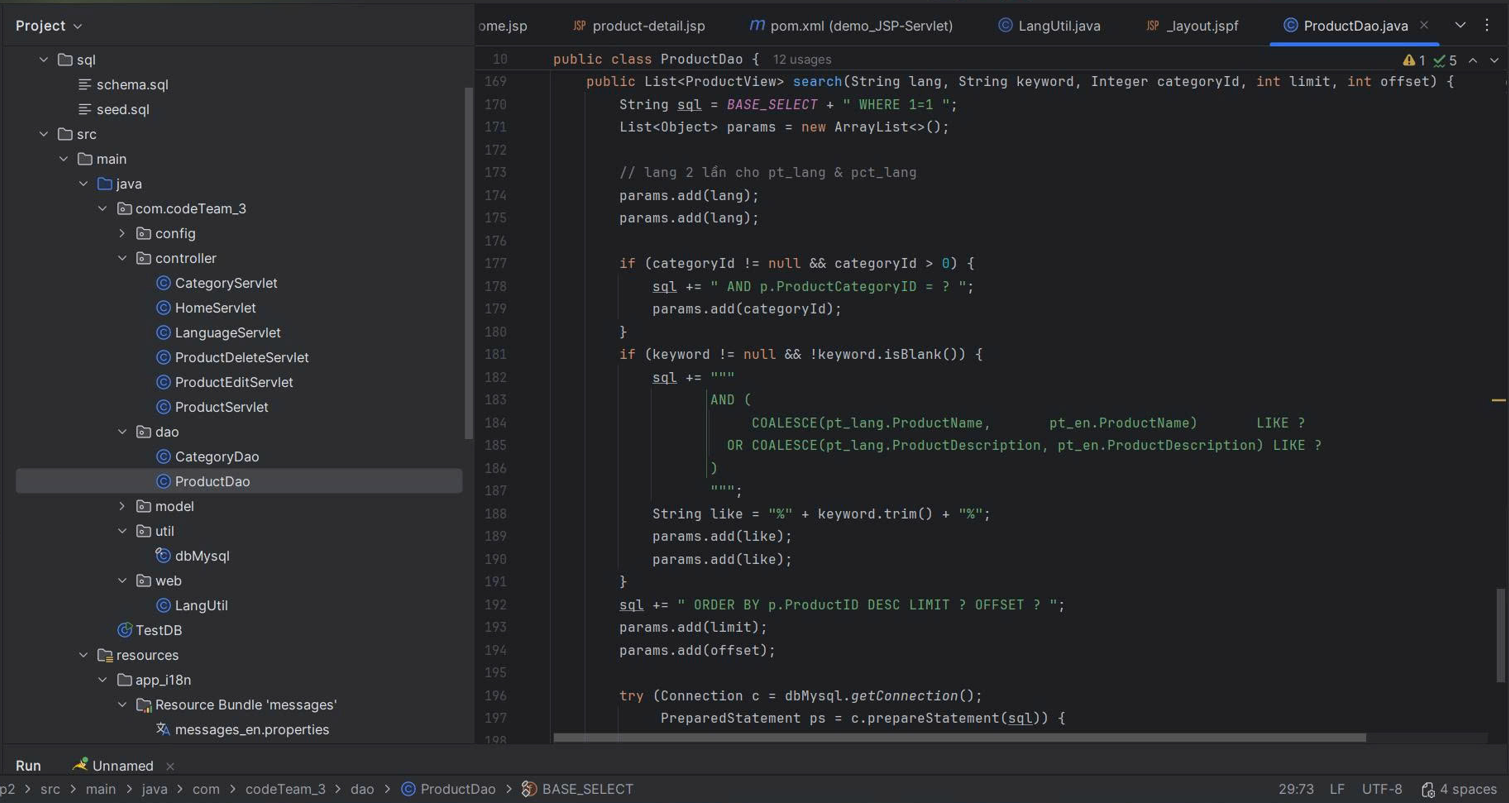 Project
ome.jsp
JSP product-detail.jsp
m pom.xml (demo_JSP-Servlet)
C LangUtil.java
JSP _layout.jspf
C ProductDao.java
sql
schema.sql
seed.sql
src
main
java
com.codeTeam_3
config
controller
C CategoryServlet
C HomeServlet
C LanguageServlet
C ProductDeleteServlet
C ProductEditServlet
C ProductServlet
dao
C CategoryDao
C ProductDao
model
util
C dbMysql
web
C LangUtil
C TestDB
resources
app_i18n
Resource Bundle 'messages'
messages_en.properties
10 public class ProductDao { 12 usages
1 5
169 public List<ProductView> search(String lang, String keyword, Integer categoryId, int limit, int offset) {
170 String sql = BASE_SELECT + " WHERE 1=1 ";
171 List<Object> params = new ArrayList<>();
172
173 // lang 2 lần cho pt_lang & pct_lang
174 params.add(lang);
175 params.add(lang);
176
177 if (categoryId != null && categoryId > 0) {
178 sql += " AND p.ProductCategoryID = ? ";
179 params.add(categoryId);
180 }
181 if (keyword != null && !keyword.isBlank()) {
182 sql += """
183 AND (
184 COALESCE(pt_lang.ProductName, pt_en.ProductName) LIKE ?
185 OR COALESCE(pt_lang.ProductDescription, pt_en.ProductDescription) LIKE ?
186 )
187 """;
188 String like = "%" + keyword.trim() + "%";
189 params.add(like);
190 params.add(like);
191 }
192 sql += " ORDER BY p.ProductID DESC LIMIT ? OFFSET ? ";
193 params.add(limit);
194 params.add(offset);
195
196 try (Connection c = dbMysql.getConnection();
197 PreparedStatement ps = c.prepareStatement(sql)) {
198
Run Unnamed
p2 > src > main > java > com > codeTeam_3 > dao > C ProductDao > BASE_SELECT
29:73 LF UTF-8 4 spaces